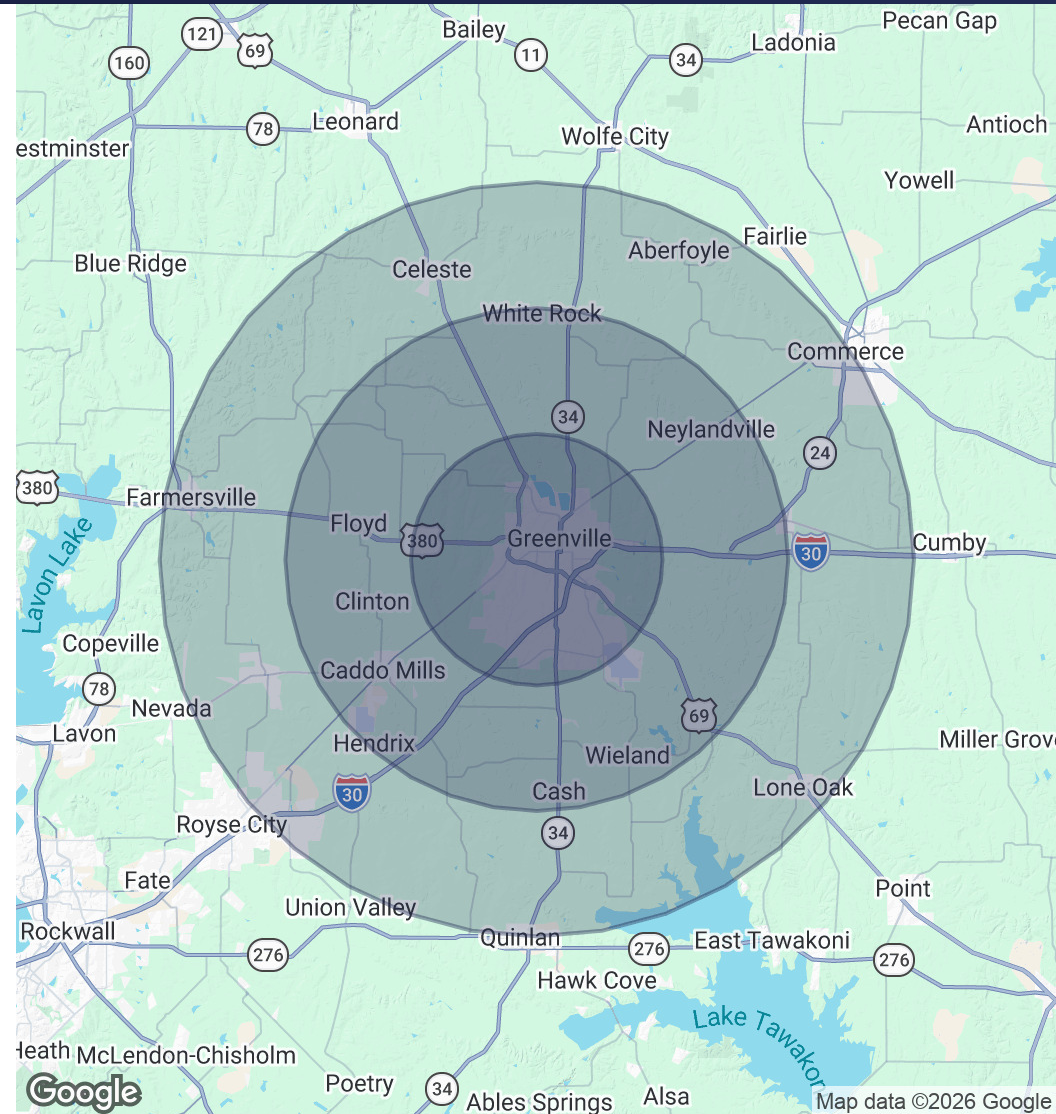 Pecan Gap
Bailey
121
69
11
Ladonia
160
34
Leonard
78
Antioch
Wolfe City
estminster
Yowell
Fairlie
Aberfoyle
Blue Ridge
Celeste
White Rock
Commerce
34
Neylandville
24
380
Farmersville
Floyd
380
Greenville
30
Cumby
Lavon Lake
Clinton
Copeville
Caddo Mills
78
Nevada
69
Lavon
Hendrix
Wieland
Miller Grove
30
Cash
Lone Oak
Royse City
34
Fate
Point
Union Valley
Rockwall
Quinlan
East Tawakoni
276
276
276
Hawk Cove
Lake Tawakon
Heath
McLendon-Chisholm
Poetry
34
Ables Springs
Alsa
Google
Map data ©2026 Google